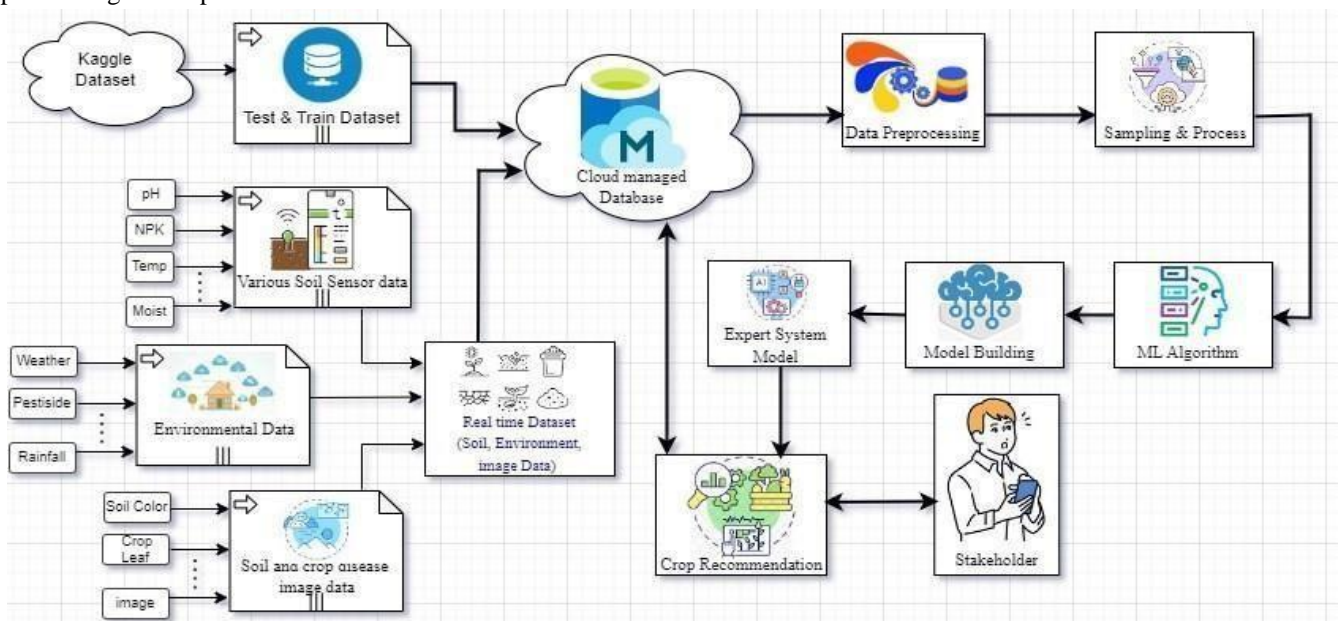 Kaggle
Dataset
Test & Train Dataset
Cloud managed
Database
Data Preprocessing
Sampling & Process
pH
NPK
Temp
Moist
Various Soil Sensor data
Weather
Pestiside
Rainfall
Environmental Data
Soil Color
Crop
Leaf
image
Soil and crop disease
image data
Real time Dataset
(Soil, Environment,
image Data)
AI
Expert System
Model
Model Building
ML Algorithm
Crop Recommendation
Stakeholder